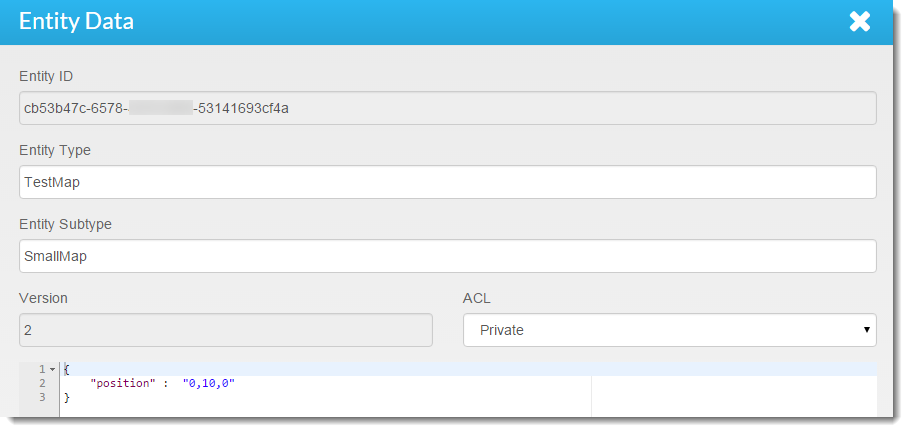 Entity Data
Entity ID
cb53b47c-6578- -53141693cf4a
Entity Type
TestMap
Entity Subtype
SmallMap
Version
ACL
2
Private
1 {
2 "position" : "0,10,0"
3 }